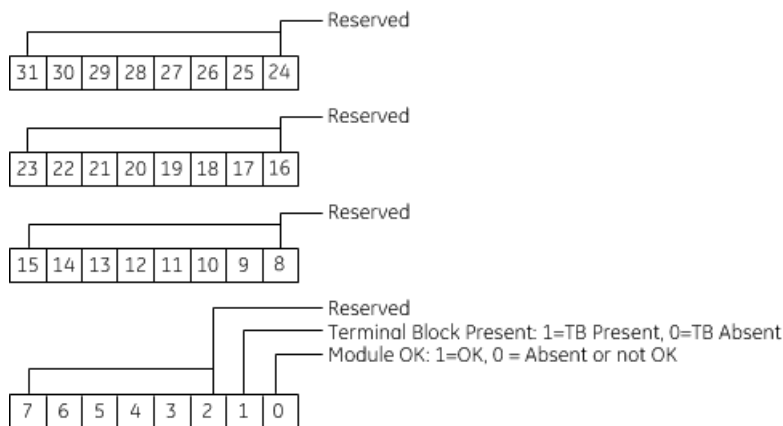 Reserved
31 30 29 28 27 26 25 24
Reserved
23 22 21 20 19 18 17 16
Reserved
15 14 13 12 11 10 9 8
Reserved
Terminal Block Present: 1=TB Present, 0=TB Absent
Module OK: 1=OK, 0 = Absent or not OK
7 6 5 4 3 2 1 0